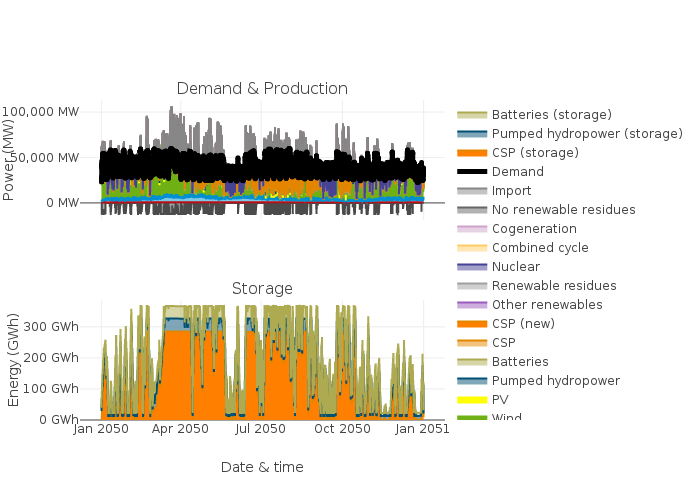 Demand & Production
100,000 MW
50,000 MW
0 MW
Power (MW)
Storage
300 GWh
200 GWh
100 GWh
0 GWh
Energy (GWh)
Jan 2050
Apr 2050
Jul 2050
Oct 2050
Jan 2051
Date & time
Batteries (storage)
Pumped hydropower (storage)
CSP (storage)
Demand
Import
No renewable residues
Cogeneration
Combined cycle
Nuclear
Renewable residues
Other renewables
CSP (new)
CSP
Batteries
Pumped hydropower
PV
Wind